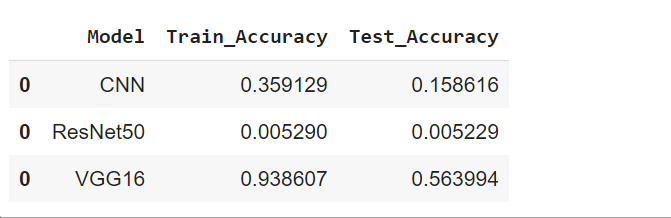 Model Train_Accuracy Test_Accuracy
0 CNN 0.359129 0.158616
0 ResNet50 0.005290 0.005229
0 VGG16 0.938607 0.563994